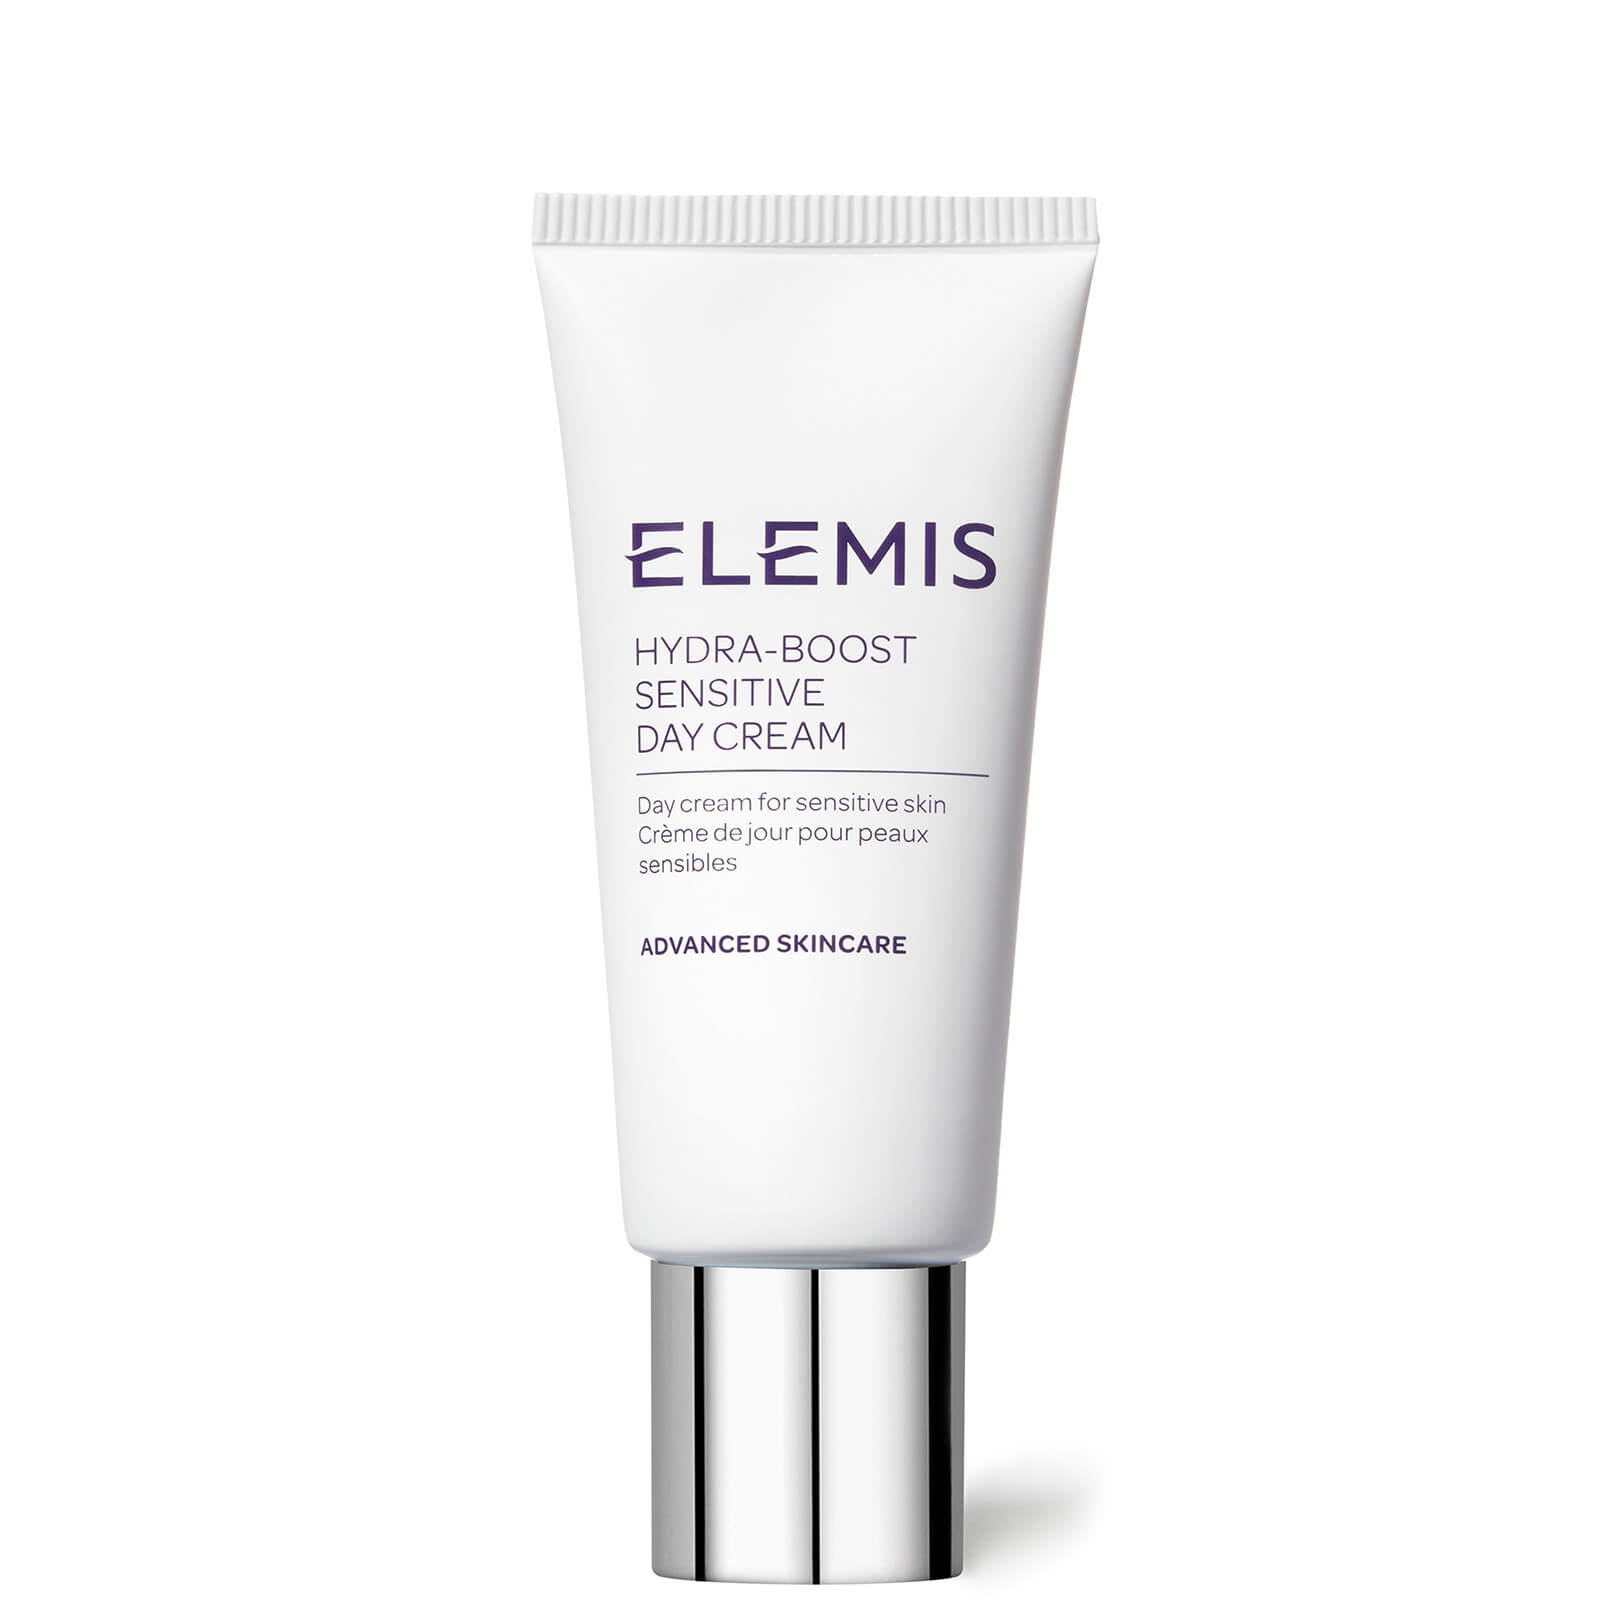 ELEMIS
HYDRA-BOOST
SENSITIVE
DAY CREAM
Day cream for sensitive skin
Crème de jour pour peaux
sensibles
ADVANCED SKINCARE